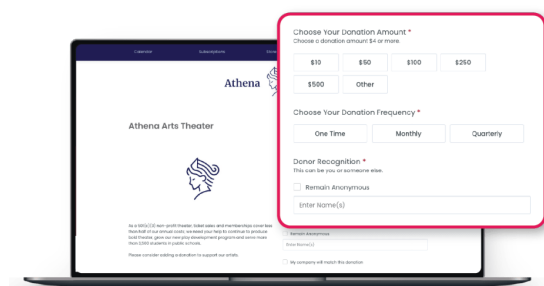 Calendar
Subscriptions
Athena
Athena Arts Theater
As a 501(c)(3) non-profit theater, ticket sales and memberships cover less
than half of our annual costs. We need your help to continue to produce
bold theater, grow our new play development program and serve more
than 2,500 students in public schools.
Please consider adding a donation to support our artists.
Choose Your Donation Amount *
Choose a donation amount $4 or more.
$10
$50
$100
$250
$500
Other
Choose Your Donation Frequency *
One Time
Monthly
Quarterly
Donor Recognition *
This can be you or someone else.
Remain Anonymous
Enter Name(s)
Remain Anonymous
Enter Name(s)
My company will match this donation